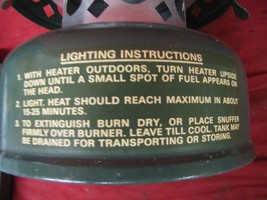 LIGHTING INSTRUCTIONS
1. WITH HEATER OUTDOORS, TURN HEATER UPSIDE
DOWN UNTIL A SMALL SPOT OF FUEL APPEARS ON
THE HEAD.
2. LIGHT. HEAT SHOULD REACH MAXIMUM IN ABOUT
15-25 MINUTES.
3. TO EXTINGUISH BURN DRY, OR PLACE SNUFFER
FIRMLY OVER BURNER. LEAVE TILL COOL. TANK MAY
BE DRAINED FOR TRANSPORTING OR STORING.